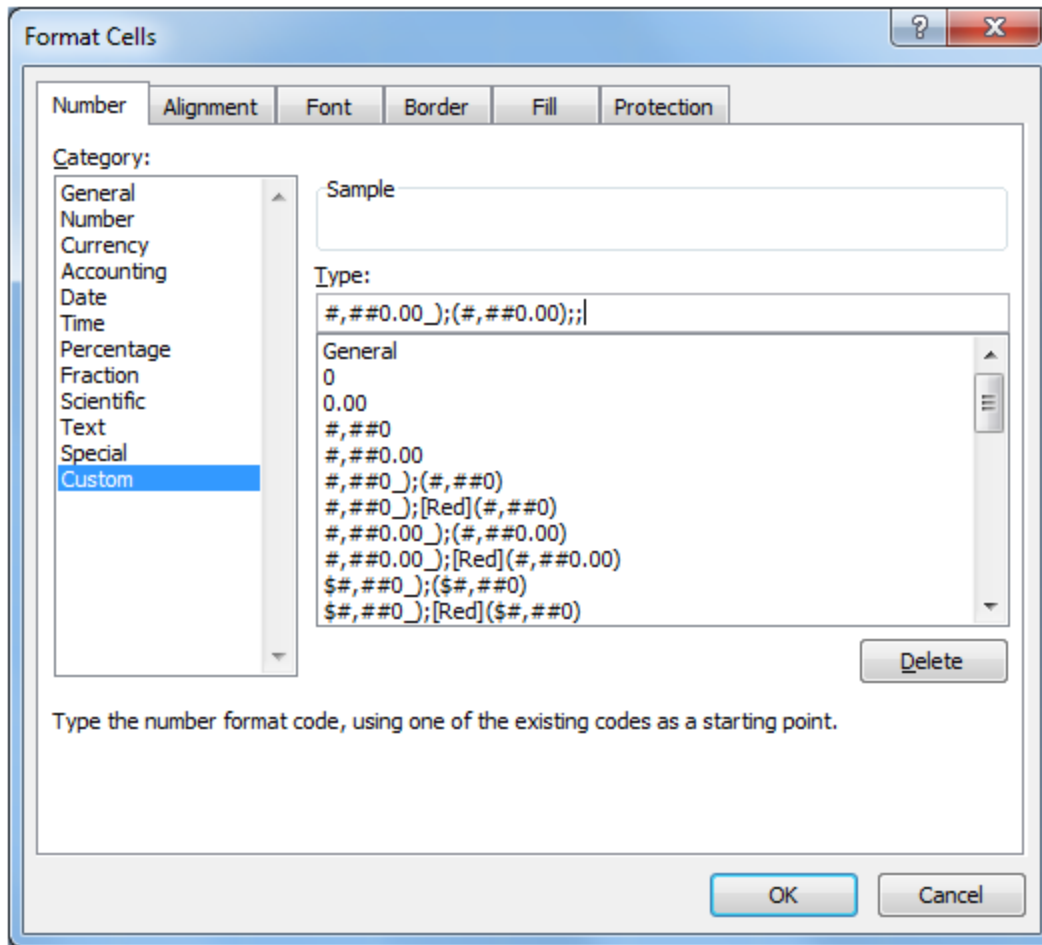 Format Cells
Number Alignment Font Border Fill Protection
Category:
General
Number
Currency
Accounting
Date
Time
Percentage
Fraction
Scientific
Text
Special
Custom
Sample
Type:
#,##0.00_);(#,##0.00);;
General
0
0.00
#,##0
#,##0.00
#,##0_);(#,##0)
#,##0_);[Red](#,##0)
#,##0.00_);(#,##0.00)
#,##0.00_);[Red](#,##0.00)
$#,##0_);($#,##0)
$#,##0_);[Red]($#,##0)
Delete
Type the number format code, using one of the existing codes as a starting point.
OK Cancel